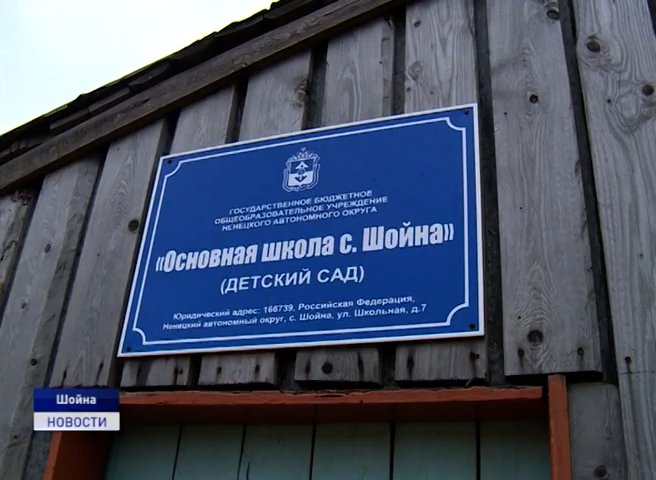 ГОСУДАРСТВЕННОЕ БЮДЖЕТНОЕ
ОБЩЕОБРАЗОВАТЕЛЬНОЕ УЧРЕЖДЕНИЕ
НЕНЕЦКОГО АВТОНОМНОГО ОКРУГА
«Основная школа с. Шойна»
(ДЕТСКИЙ САД)
Юридический адрес: 166739, Российская Федерация,
Ненецкий автономный округ, с. Шойна, ул. Школьная, д.7
Шойна
НОВОСТИ